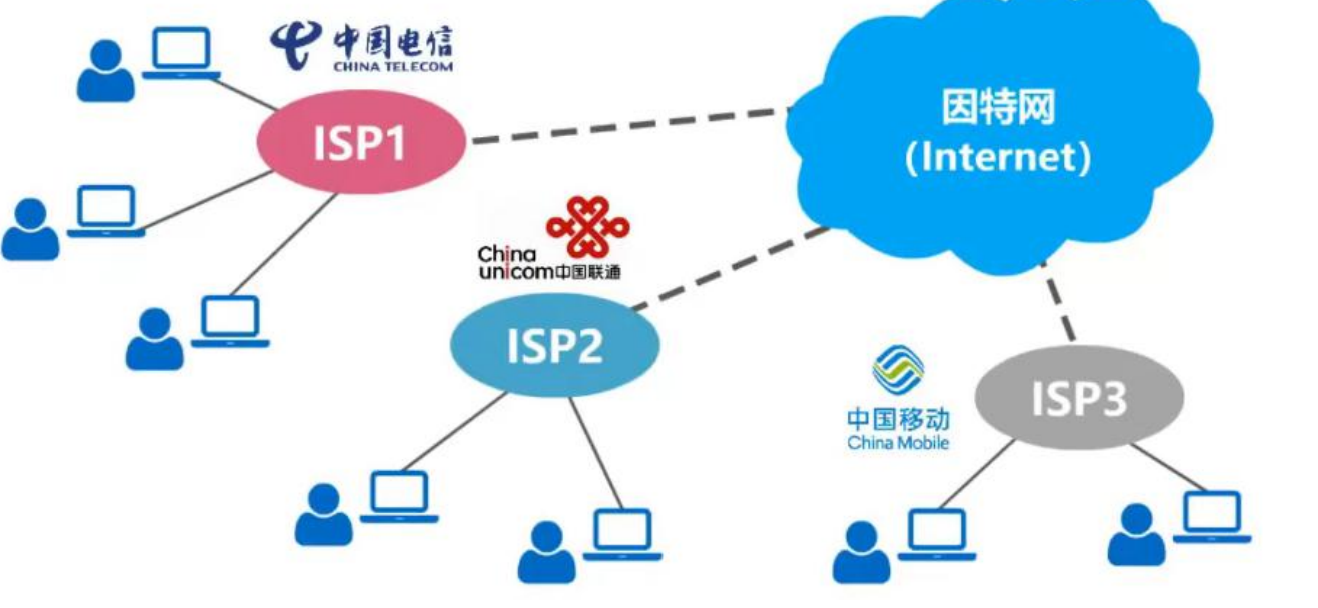 中国电信
CHINA TELECOM
ISP1
因特网
(Internet)
China
unicom中国联通
ISP2
中国移动
China Mobile
ISP3